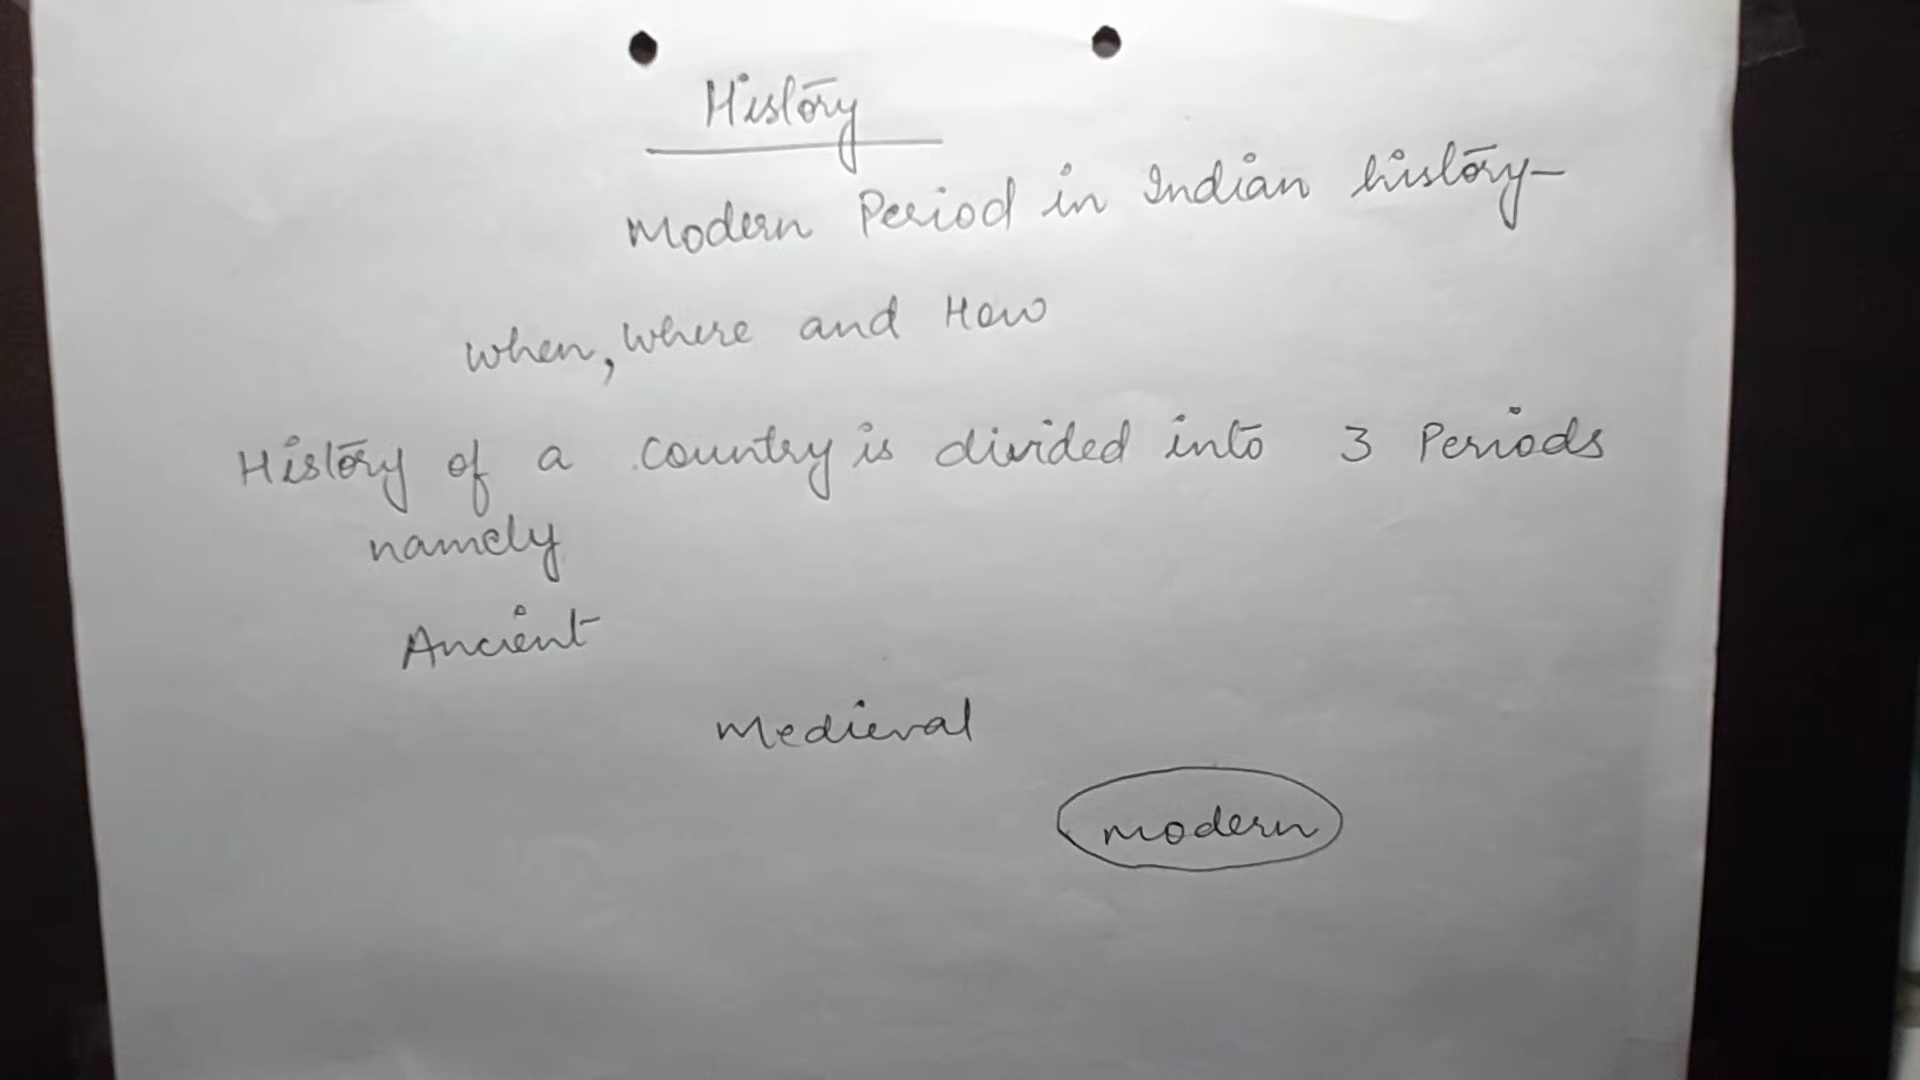 History
Modern Period in Indian history-
when, where and How
History of a country is divided into 3 Periods
namely
Ancient
Medieval
modern